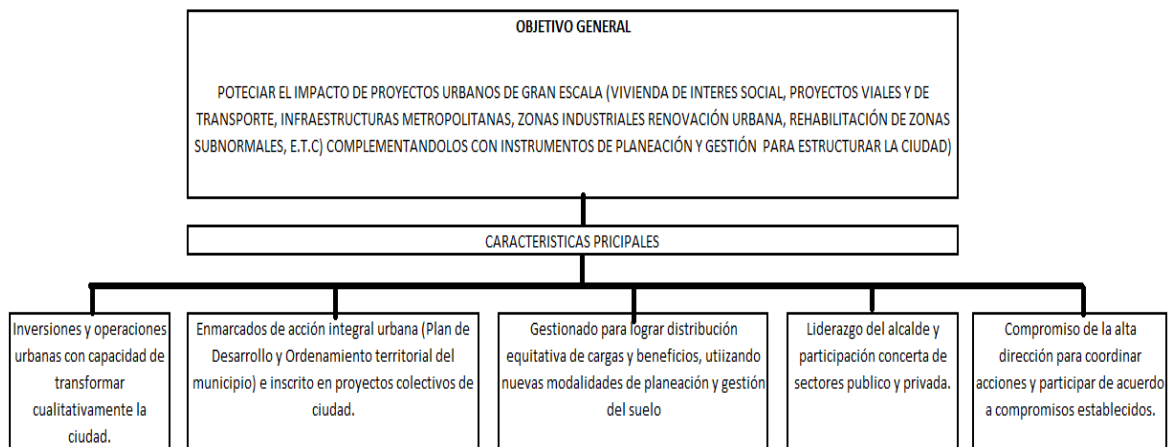 OBJETIVO GENERAL
POTECIAR EL IMPACTO DE PROYECTOS URBANOS DE GRAN ESCALA (VIVIENDA DE INTERES SOCIAL, PROYECTOS VIALES Y DE
TRANSPORTE, INFRAESTRUCTURAS METROPOLITANAS, ZONAS INDUSTRIALES RENOVACIÓN URBANA, REHABILITACIÓN DE ZONAS
SUBNORMALES, E.T.C) COMPLEMENTANDOLOS CON INSTRUMENTOS DE PLANEACIÓN Y GESTIÓN PARA ESTRUCTURAR LA CIUDAD)
CARACTERISTICAS PRICIPALES
Inversiones y operaciones
urbanas con capacidad de
transformar
cualitativamente la
ciudad.
Enmarcados de acción integral urbana (Plan de
Desarrollo y Ordenamiento territorial del
municipio) e inscrito en proyectos colectivos de
ciudad.
Gestionado para lograr distribución
equitativa de cargas y beneficios, utiizando
nuevas modalidades de planeación y gestión
del suelo
Liderazgo del alcalde y
participación concerta de
sectores publico y privada.
Compromiso de la alta
dirección para coordinar
acciones y participar de acuerdo
a compromisos establecidos.